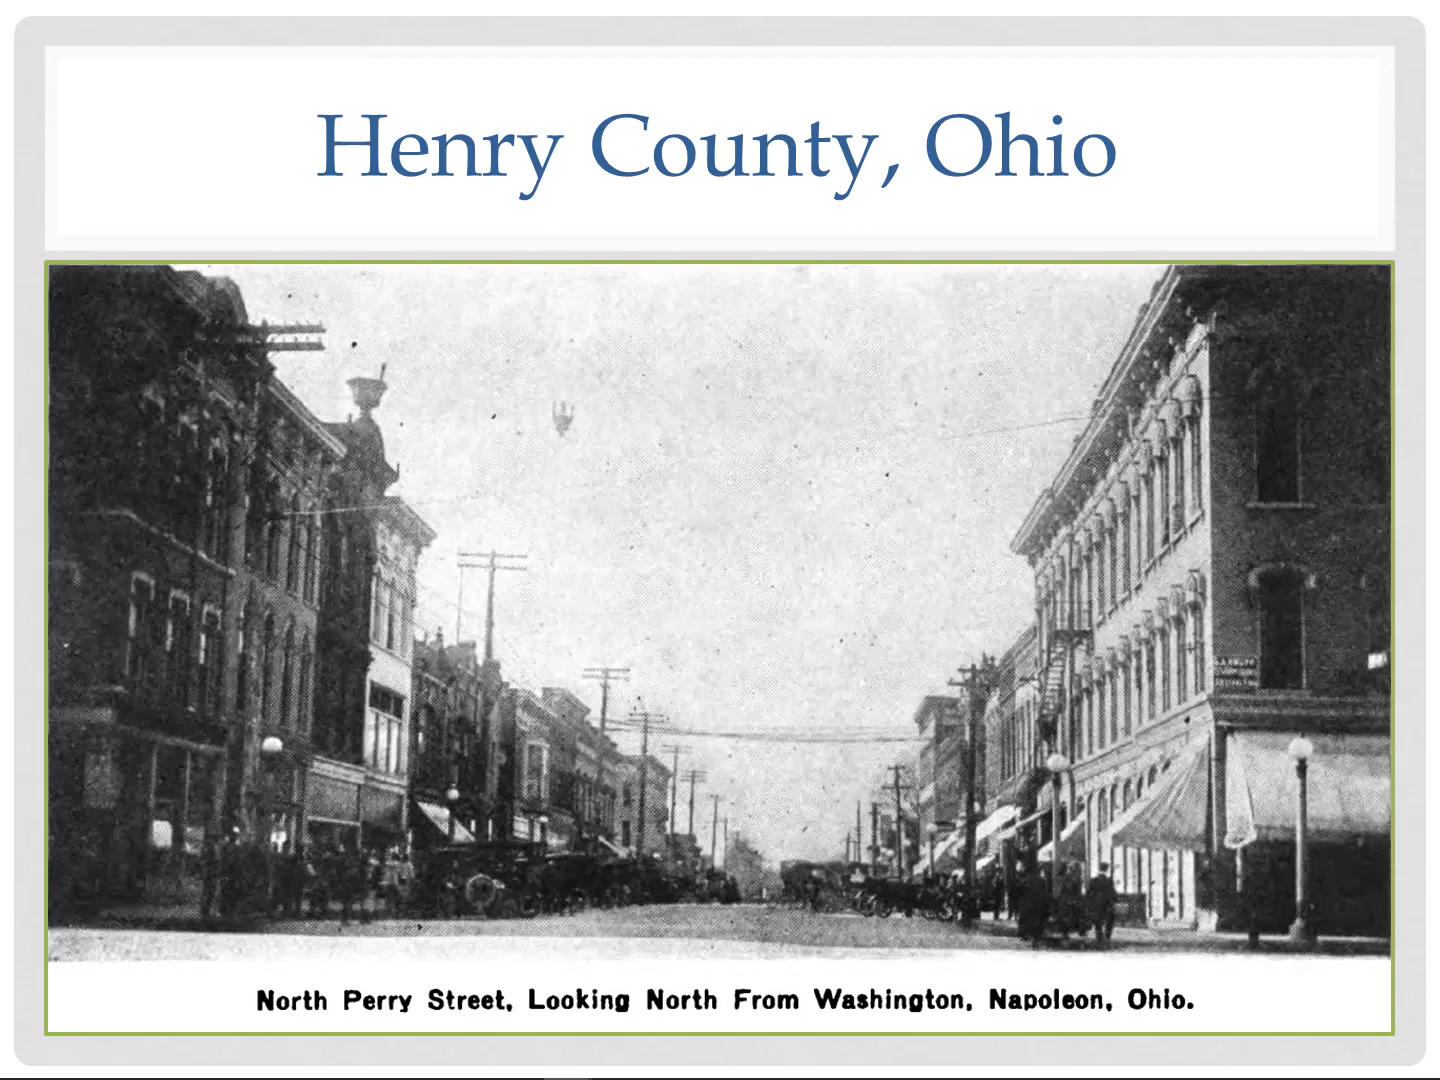 Henry County, Ohio
North Perry Street, Looking North From Washington, Napoleon, Ohio.